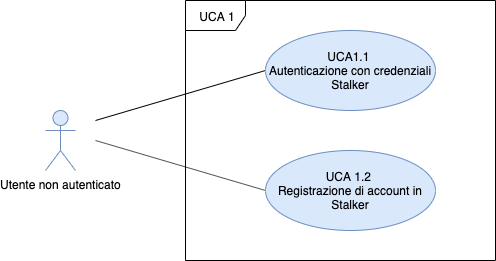 UCA 1
UCA1.1
Autenticazione con credenziali
Stalker
Utente non autenticato
UCA 1.2
Registrazione di account in
Stalker